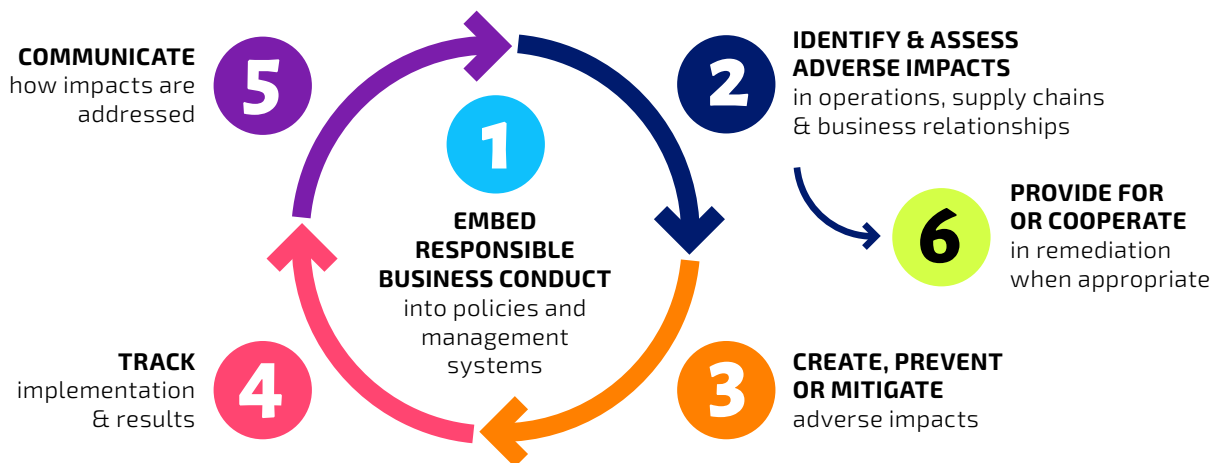 1
EMBED
RESPONSIBLE
BUSINESS CONDUCT
into policies and
management
systems
2
IDENTIFY & ASSESS
ADVERSE IMPACTS
in operations, supply chains
& business relationships
3
CREATE, PREVENT
OR MITIGATE
adverse impacts
4
TRACK
implementation
& results
5
COMMUNICATE
how impacts are
addressed
6
PROVIDE FOR
OR COOPERATE
in remediation
when appropriate